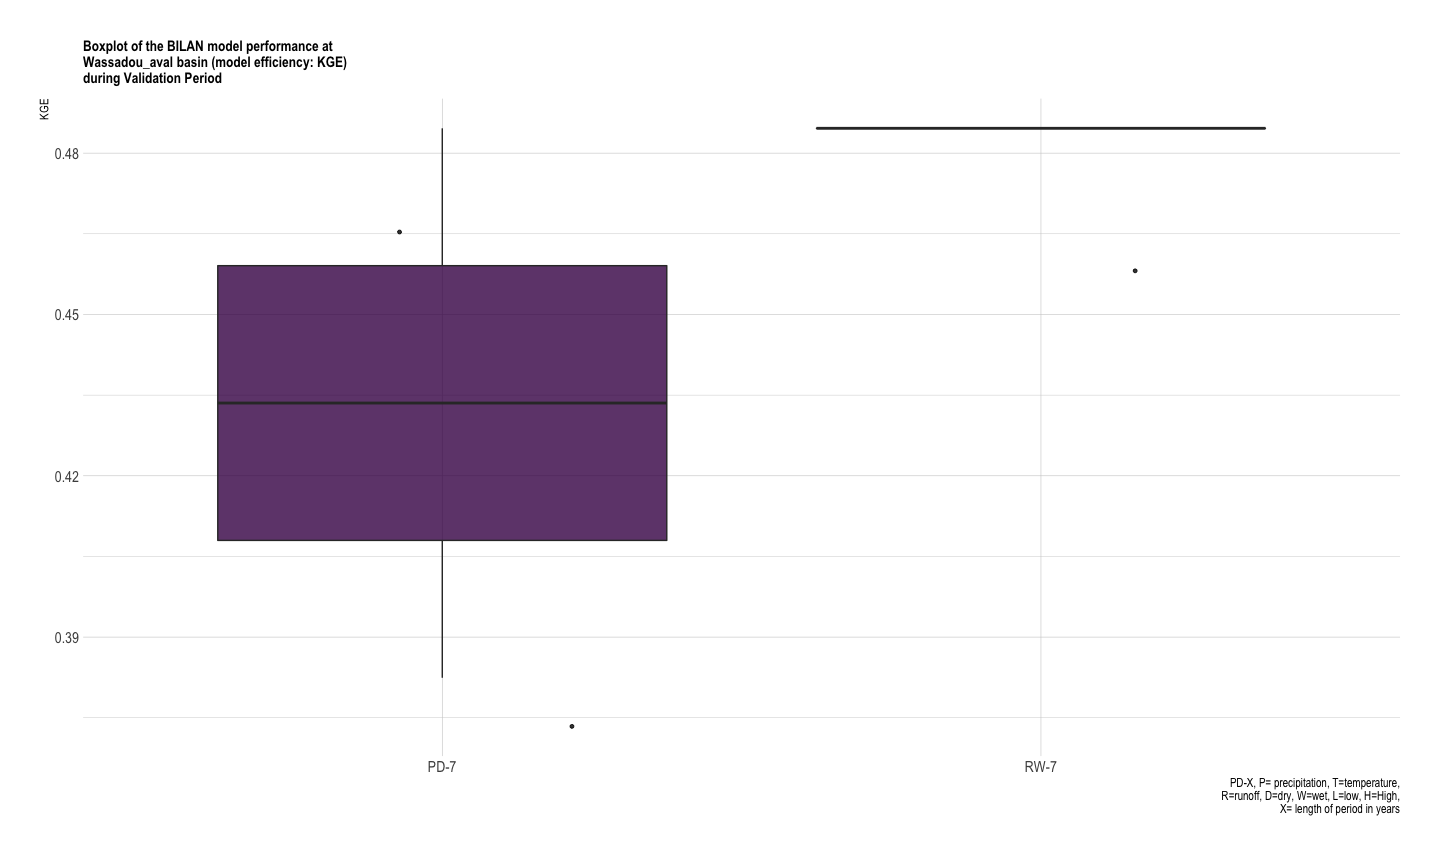 Boxplot of the BILAN model performance at
Wassadou_aval basin (model efficiency: KGE)
during Validation Period
KGE
0.48
0.45
0.42
0.39
PD-7
RW-7
PD-X, P= precipitation, T=temperature,
R=runoff, D=dry, W=wet, L=low, H=High,
X= length of period in years